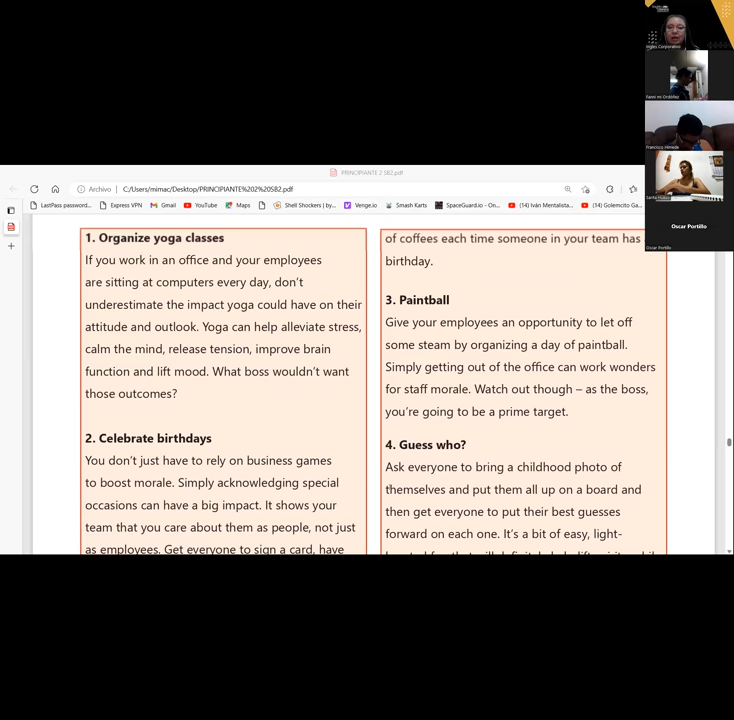 PRINCIPIANTE 2 SB2.pdf
Archivo
C:/Users/mimac/Desktop/PRINCIPIANTE%202%20SB2.pdf
LastPass password...
Express VPN
Gmail
YouTube
Maps
Shell Shockers | by...
Venge.io
Smash Karts
SpaceGuard.io - On...
(14) Iván Mentalista...
(14) Golemcito Ga...
1. Organize yoga classes
If you work in an office and your employees
are sitting at computers every day, don't
underestimate the impact yoga could have on their
attitude and outlook. Yoga can help alleviate stress,
calm the mind, release tension, improve brain
function and lift mood. What boss wouldn't want
those outcomes?
2. Celebrate birthdays
You don't just have to rely on business games
to boost morale. Simply acknowledging special
occasions can have a big impact. It shows your
team that you care about them as people, not just
as employees. Get everyone to sign a card, have
of coffees each time someone in your team has
birthday.
3. Paintball
Give your employees an opportunity to let off
some steam by organizing a day of paintball.
Simply getting out of the office can work wonders
for staff morale. Watch out though – as the boss,
you're going to be a prime target.
4. Guess who?
Ask everyone to bring a childhood photo of
themselves and put them all up on a board and
then get everyone to put their best guesses
forward on each one. It's a bit of easy, light-
Ingles Corporativo
Oscar Portillo
Oscar Portillo